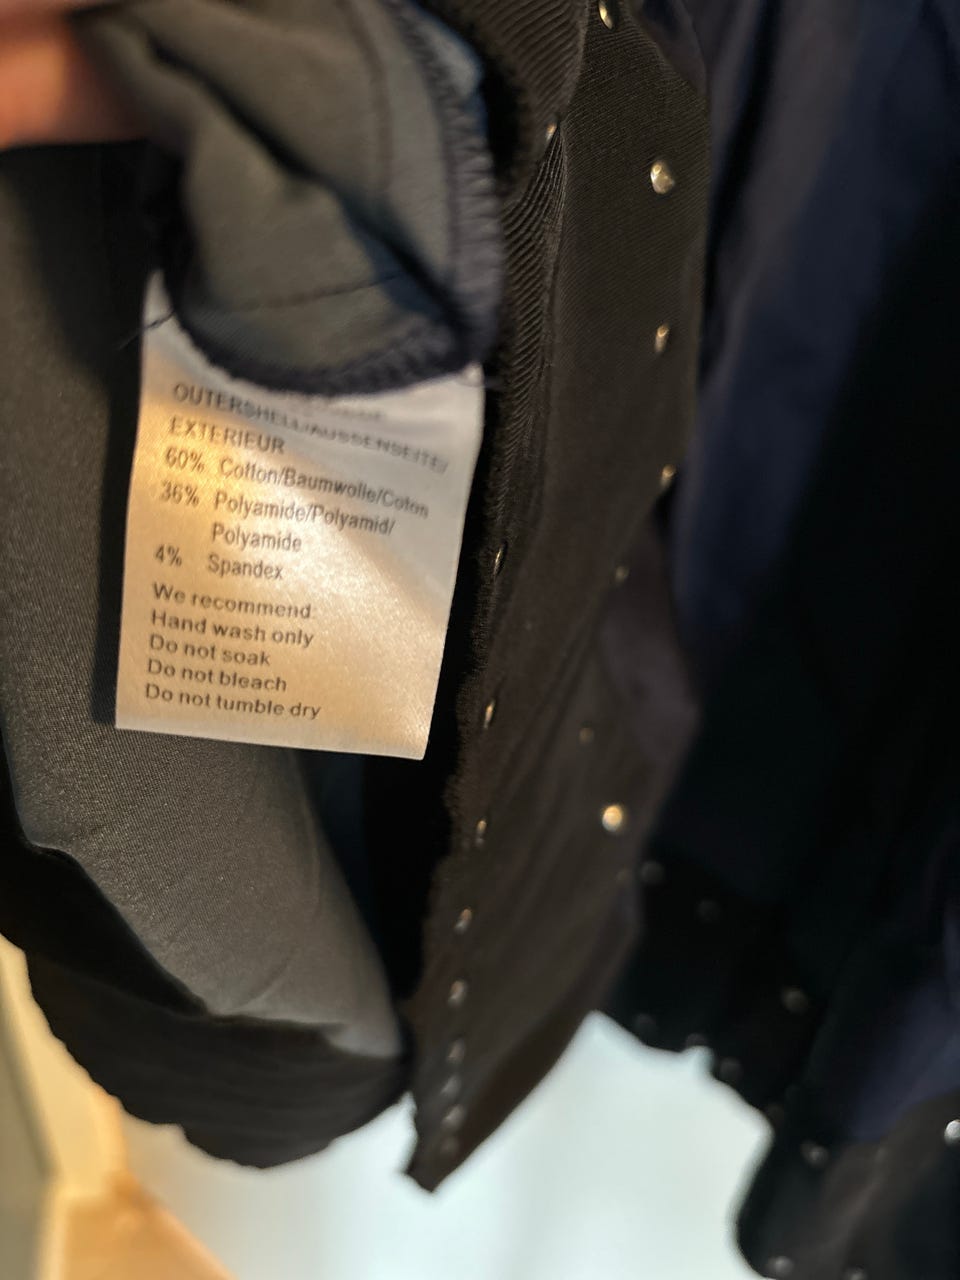 OUTERSHELL/AUSSENSEITE/
EXTERIEUR
60% Cotton/Baumwolle/Coton
36% Polyamide/Polyamid/
Polyamide
4% Spandex
We recommend
Hand wash only
Do not soak
Do not bleach
Do not tumble dry